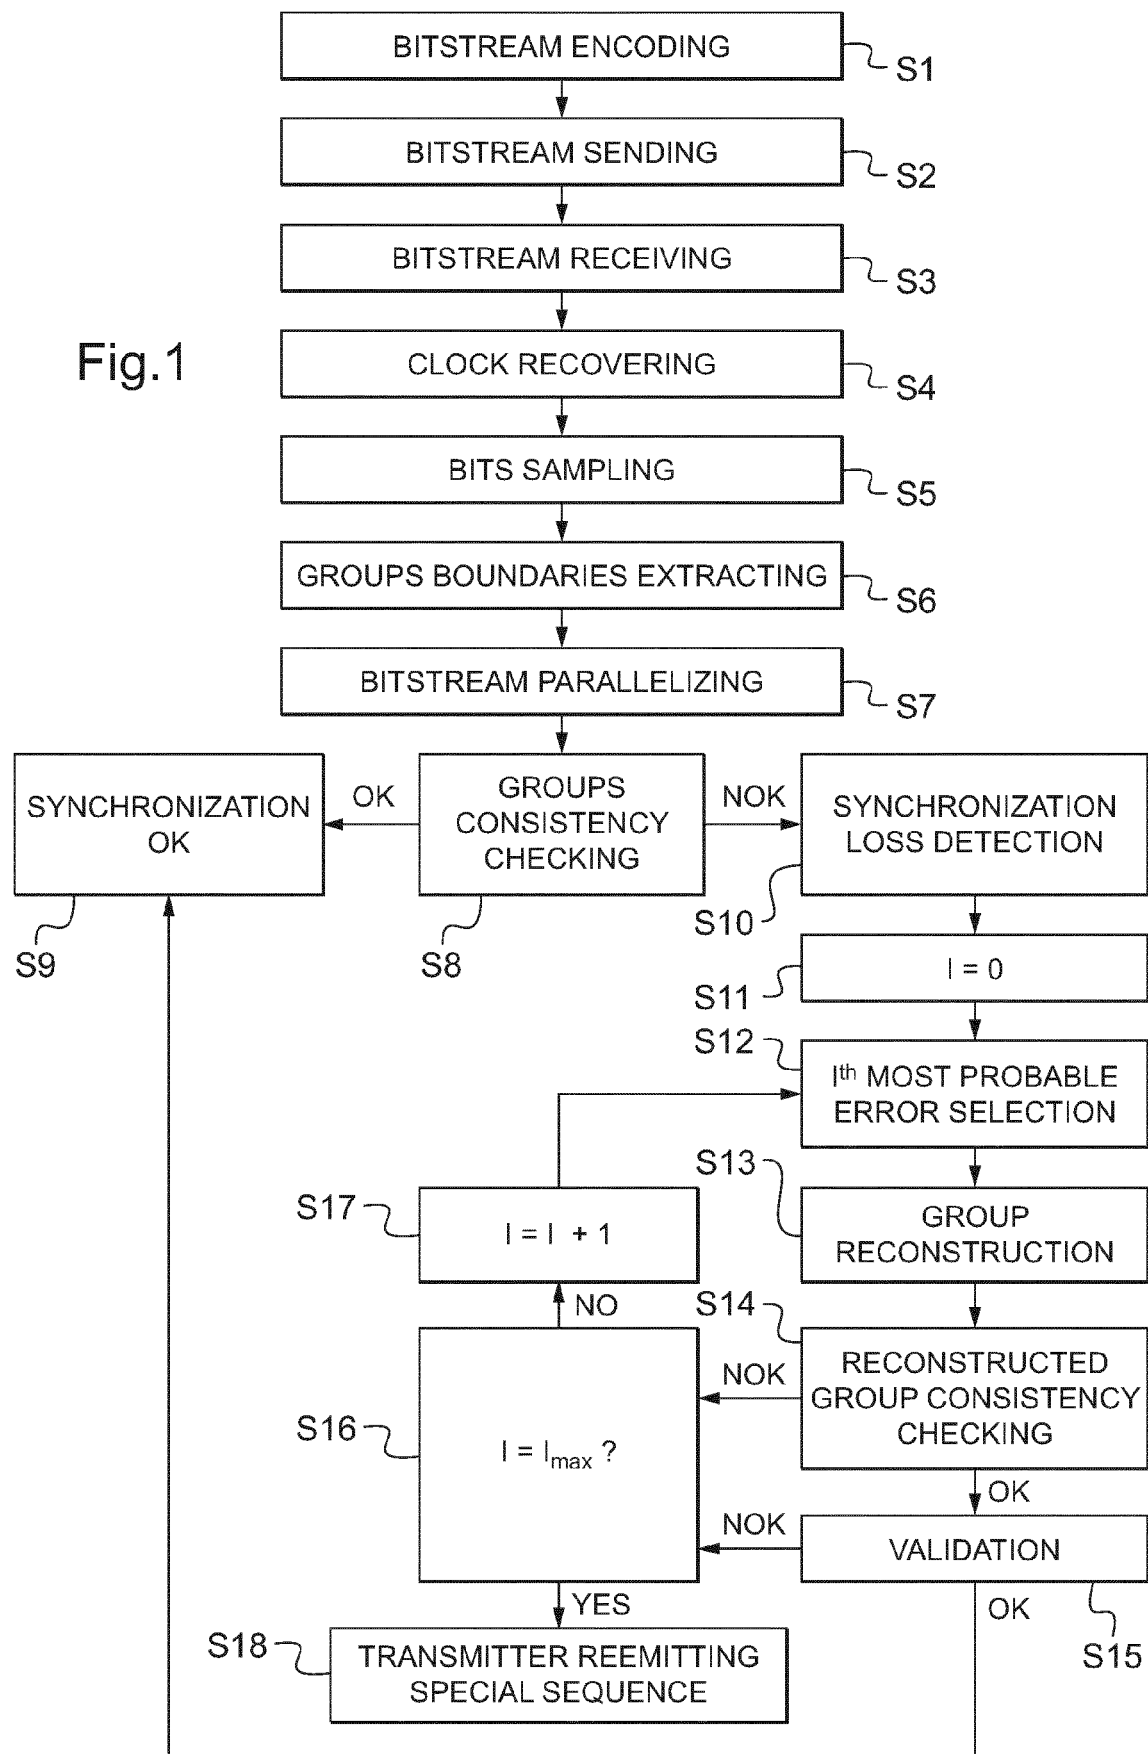 BITSTREAM ENCODING
S1
BITSTREAM SENDING
S2
BITSTREAM RECEIVING
S3
Fig.1
CLOCK RECOVERING
S4
BITS SAMPLING
S5
GROUPS BOUNDARIES EXTRACTING
S6
BITSTREAM PARALLELIZING
S7
SYNCHRONIZATION
OK
OK
GROUPS
CONSISTENCY
CHECKING
NOK
SYNCHRONIZATION
LOSS DETECTION
S9
S8
S10
I = 0
S11
S12
Ith MOST PROBABLE
ERROR SELECTION
S13
GROUP
RECONSTRUCTION
S17
I = I + 1
NO
S14
RECONSTRUCTED
GROUP CONSISTENCY
CHECKING
NOK
S16
I = Imax ?
OK
NOK
VALIDATION
OK
S15
YES
S18
TRANSMITTER REEMITTING
SPECIAL SEQUENCE